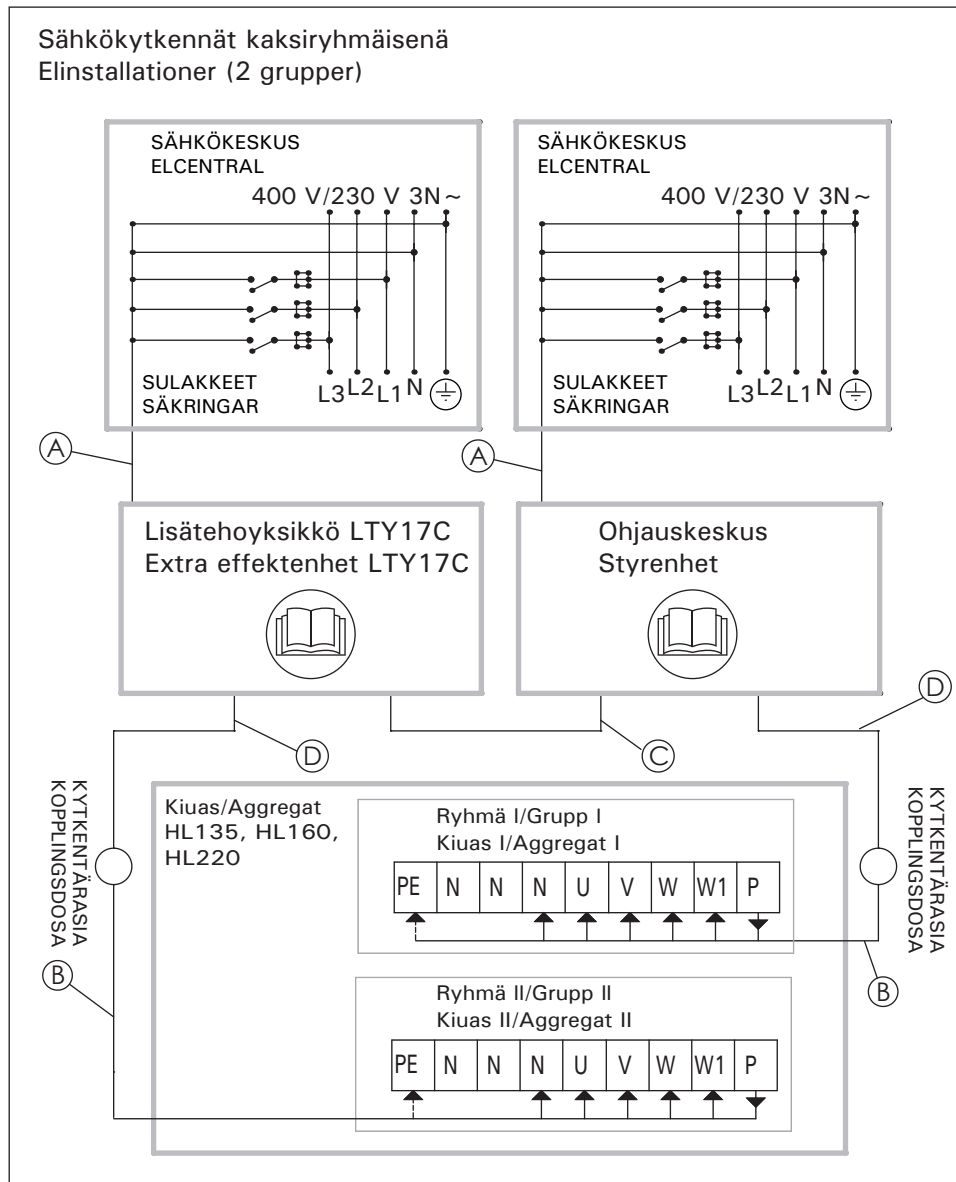 Sähkökytkennät kaksiryhmäisenä
Elinstallationer (2 grupper)
SÄHKÖKESKUS
ELCENTRAL
400 V/230 V 3N~
SULAKKEET
SÄKRINGAR
L3 L2 L1 N
SÄHKÖKESKUS
ELCENTRAL
400 V/230 V 3N~
SULAKKEET
SÄKRINGAR
L3 L2 L1 N
A
A
Lisätehoyksikkö LTY17C
Extra effektenhet LTY17C
Ohjauskeskus
Styrenhet
D
C
D
KYTKENTÄRASIA
KOPPLINGSDOSA
KYTKENTÄRASIA
KOPPLINGSDOSA
Kiuas/Aggregat
HL135, HL160,
HL220
Ryhmä I/Grupp I
Kiuas I/Aggregat I
PE N N N U V W W1 P
B
B
Ryhmä II/Grupp II
Kiuas II/Aggregat II
PE N N N U V W W1 P